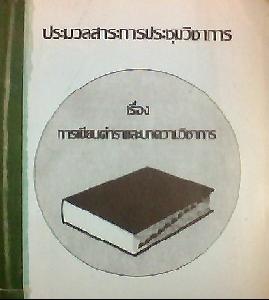 ประมวลสาระการประชุมวิชาการ
เรื่อง
การเขียนตำราและบทความวิชาการ